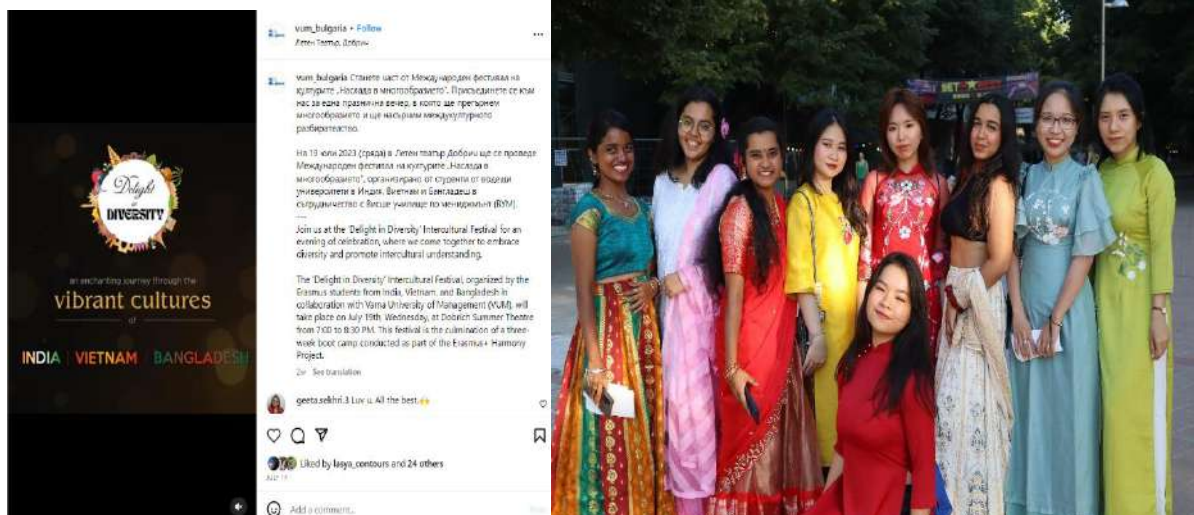 Delight
in
DIVERSITY
an enchanting journey through the
vibrant cultures
of
INDIA | VIETNAM | BANGLADESH
vum_bulgaria • Follow
Летен Театър, Добрич
vum_bulgaria Станете част от Международен фестивал на
културите „Наслада в многообразието". Присъединете се към
нас за една празнична вечер, в която ще прегърнем
многообразието и ще насърчим междукултурното
разбирателство.
На 19 юли 2023 (сряда) в Летен театър Добрич ще се проведе
Международен фестивал на културите „Наслада в
многообразието", организирано от студенти от водещи
университети в Индия, Виетнам и Бангладеш в
сътрудничество с Висше училище по мениджмънт (ВУМ).
----
Join us at the 'Delight in Diversity' Intercultural Festival for an
evening of celebration, where we come together to embrace
diversity and promote intercultural understanding.
The 'Delight in Diversity' Intercultural Festival, organized by the
Erasmus students from India, Vietnam, and Bangladesh in
collaboration with Varna University of Management (VUM), will
take place on July 19th, Wednesday, at Dobrich Summer Theatre
from 7:00 to 8:30 PM. This festival is the culmination of a three-
week boot camp conducted as part of the Erasmus+ Harmony
Project.
2w See translation
geeta.sekhri.3 Luv u. All the best.
Liked by lasya_contours and 24 others
Add a comment...